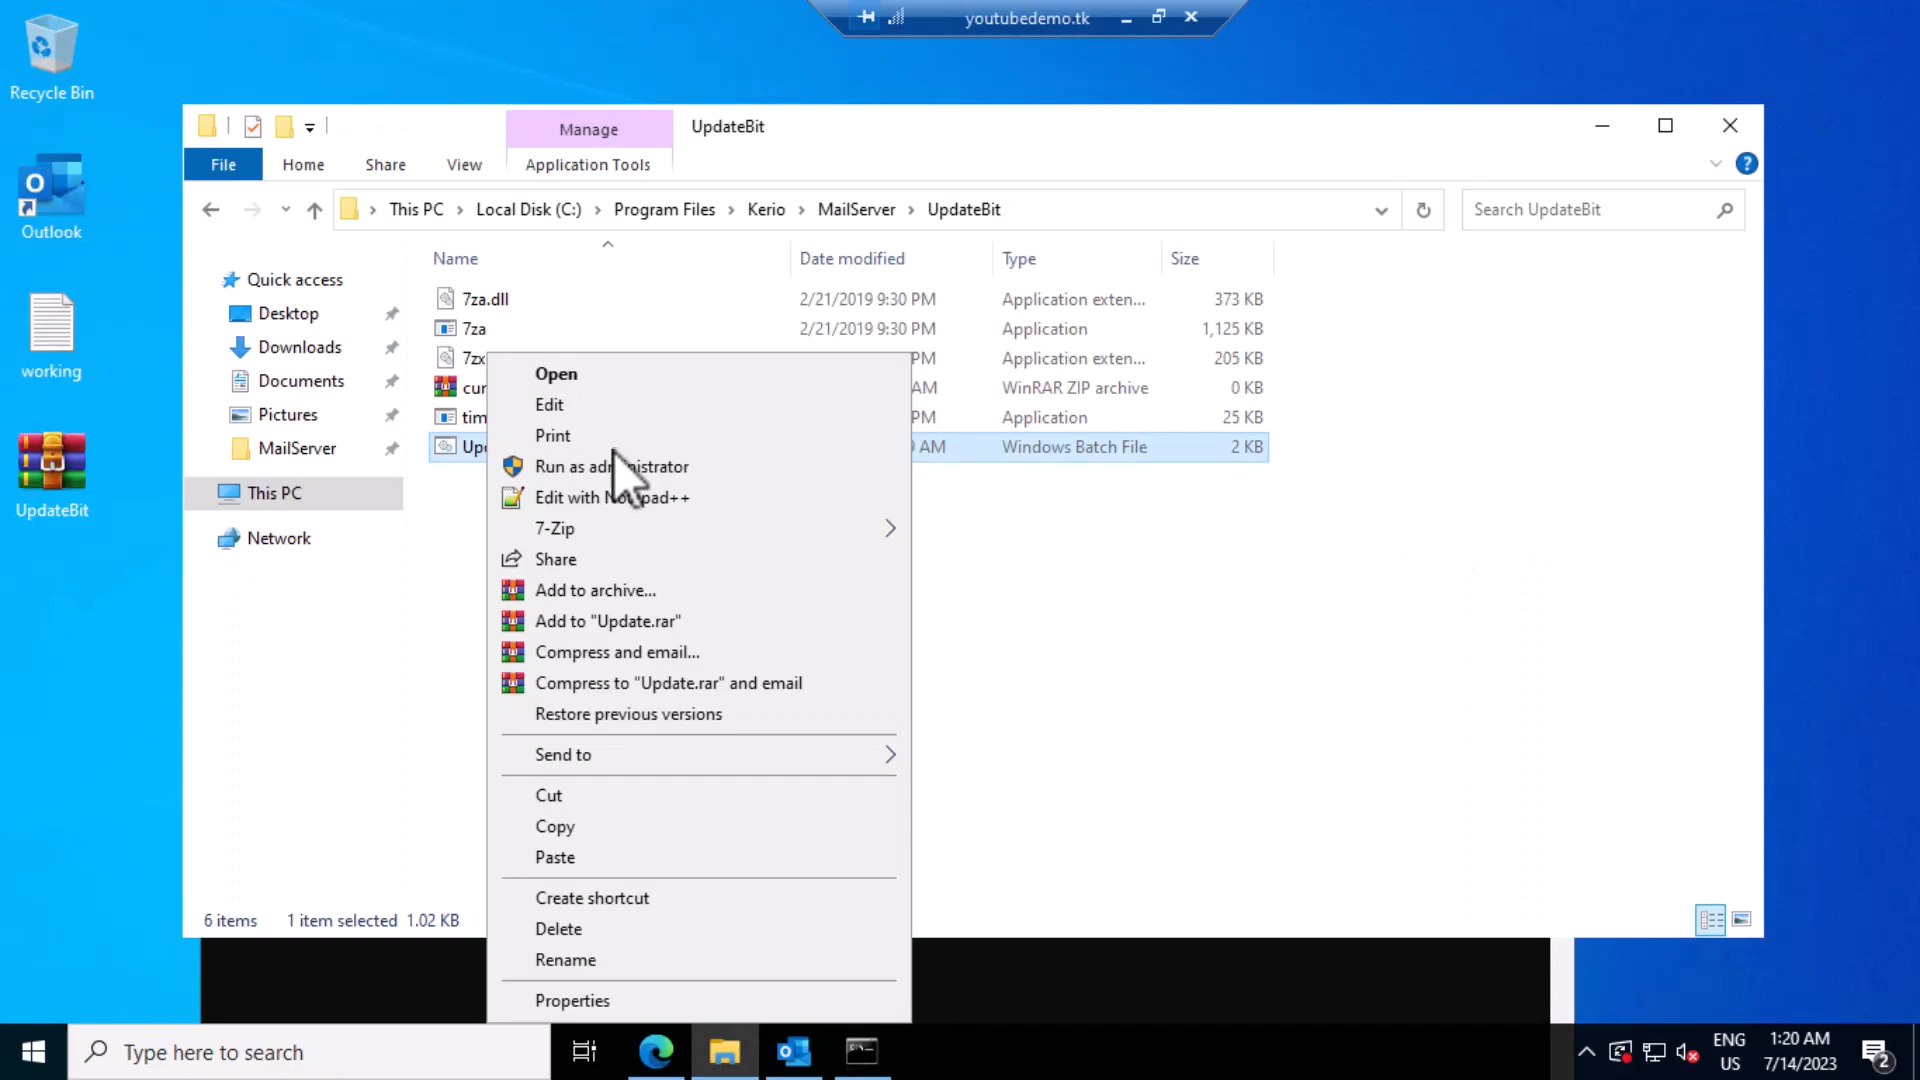 youtubedemo.tk
Recycle Bin
Outlook
working
UpdateBit
Manage
UpdateBit
File
Home
Share
View
Application Tools
This PC
Local Disk (C:)
Program Files
Kerio
MailServer
UpdateBit
Search UpdateBit
Quick access
Desktop
Downloads
Documents
Pictures
MailServer
This PC
Network
Name
Date modified
Type
Size
7za.dll
2/21/2019 9:30 PM
Application exten...
373 KB
7za
2/21/2019 9:30 PM
Application
1,125 KB
7zx
PM
Application exten...
205 KB
cur
AM
WinRAR ZIP archive
0 KB
tim
PM
Application
25 KB
Upd
AM
Windows Batch File
2 KB
Open
Edit
Print
Run as administrator
Edit with Notepad++
7-Zip
Share
Add to archive...
Add to "Update.rar"
Compress and email...
Compress to "Update.rar" and email
Restore previous versions
Send to
Cut
Copy
Paste
Create shortcut
Delete
Rename
Properties
6 items
1 item selected 1.02 KB
Type here to search
ENG
US
1:20 AM
7/14/2023
2